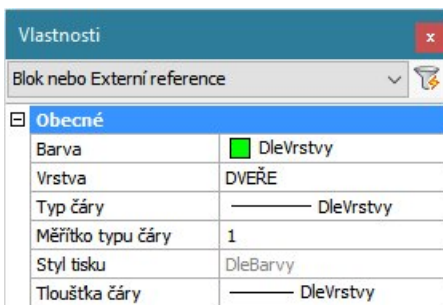 Vlastnosti
x
Blok nebo Externí reference
Obecné
Barva DleVrstvy
Vrstva DVEŘE
Typ čáry DleVrstvy
Měřítko typu čáry 1
Styl tisku DleBarvy
Tloušťka čáry DleVrstvy